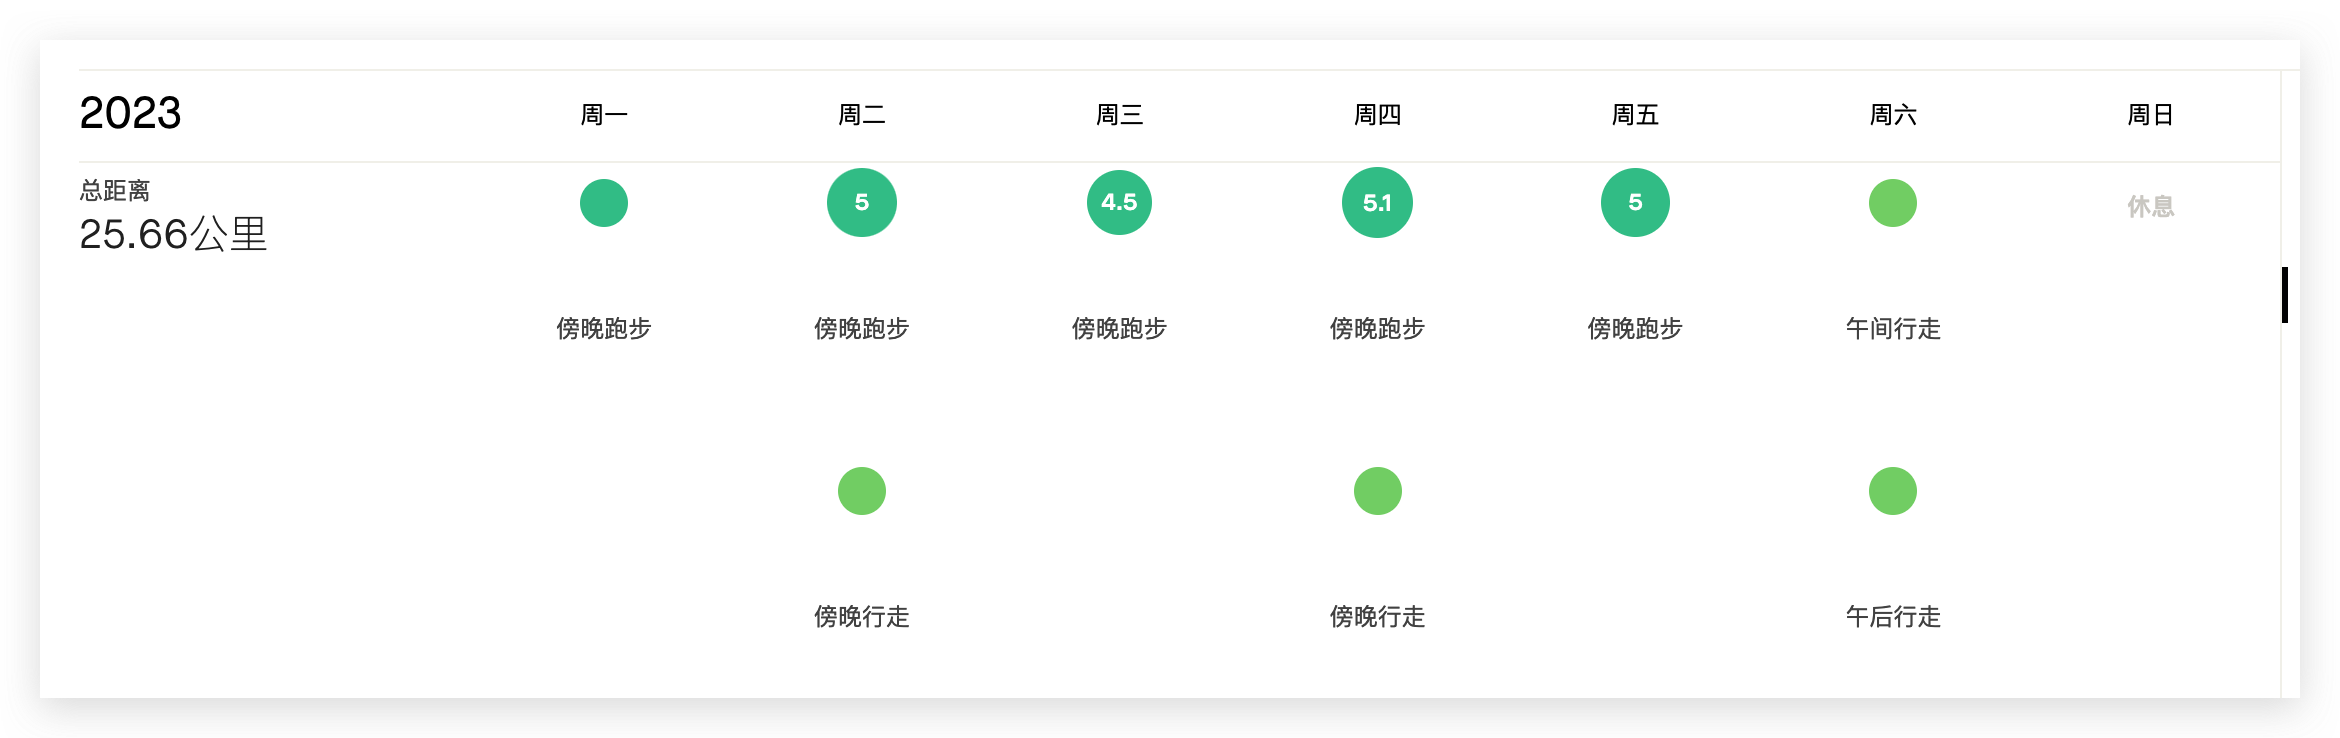 2023 周一 周二 周三 周四 周五 周六 周日
总距离
25.66公里
5 4.5 5.1 5 休息
傍晚跑步 傍晚跑步 傍晚跑步 傍晚跑步 傍晚跑步 午间行走
傍晚行走 傍晚行走 午后行走